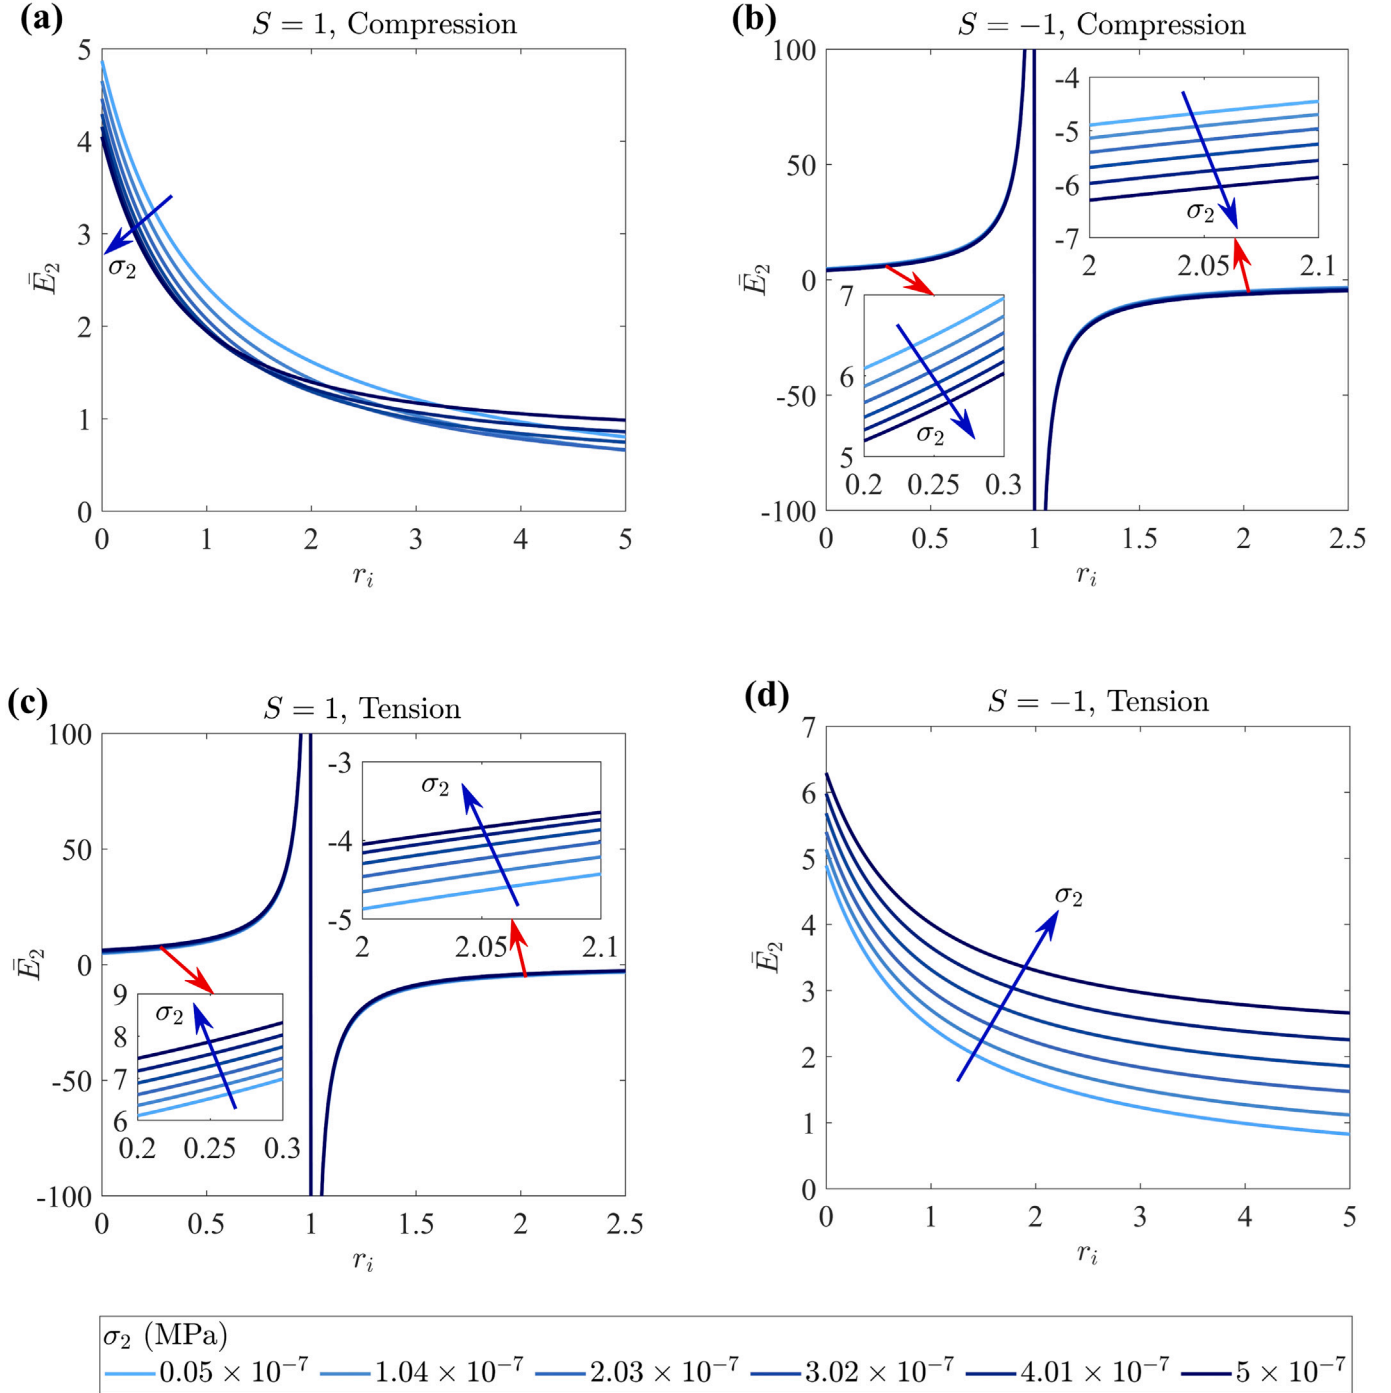 (a) S = 1, Compression
5
4
3
2
1
0
Ē₂
σ₂
0 1 2 3 4 5
rᵢ
(b) S = −1, Compression
100
50
0
-50
-100
Ē₂
-4
-5
-6
-7
σ₂
2 2.05 2.1
7
6
5
σ₂
0.2 0.25 0.3
0 0.5 1 1.5 2 2.5
rᵢ
(c) S = 1, Tension
100
50
0
-50
-100
Ē₂
-3
-4
-5
σ₂
2 2.05 2.1
9
8
7
6
σ₂
0.2 0.25 0.3
0 0.5 1 1.5 2 2.5
rᵢ
(d) S = −1, Tension
7
6
5
4
3
2
1
0
Ē₂
σ₂
0 1 2 3 4 5
rᵢ
σ₂ (MPa)
0.05 × 10⁻⁷ 1.04 × 10⁻⁷ 2.03 × 10⁻⁷ 3.02 × 10⁻⁷ 4.01 × 10⁻⁷ 5 × 10⁻⁷